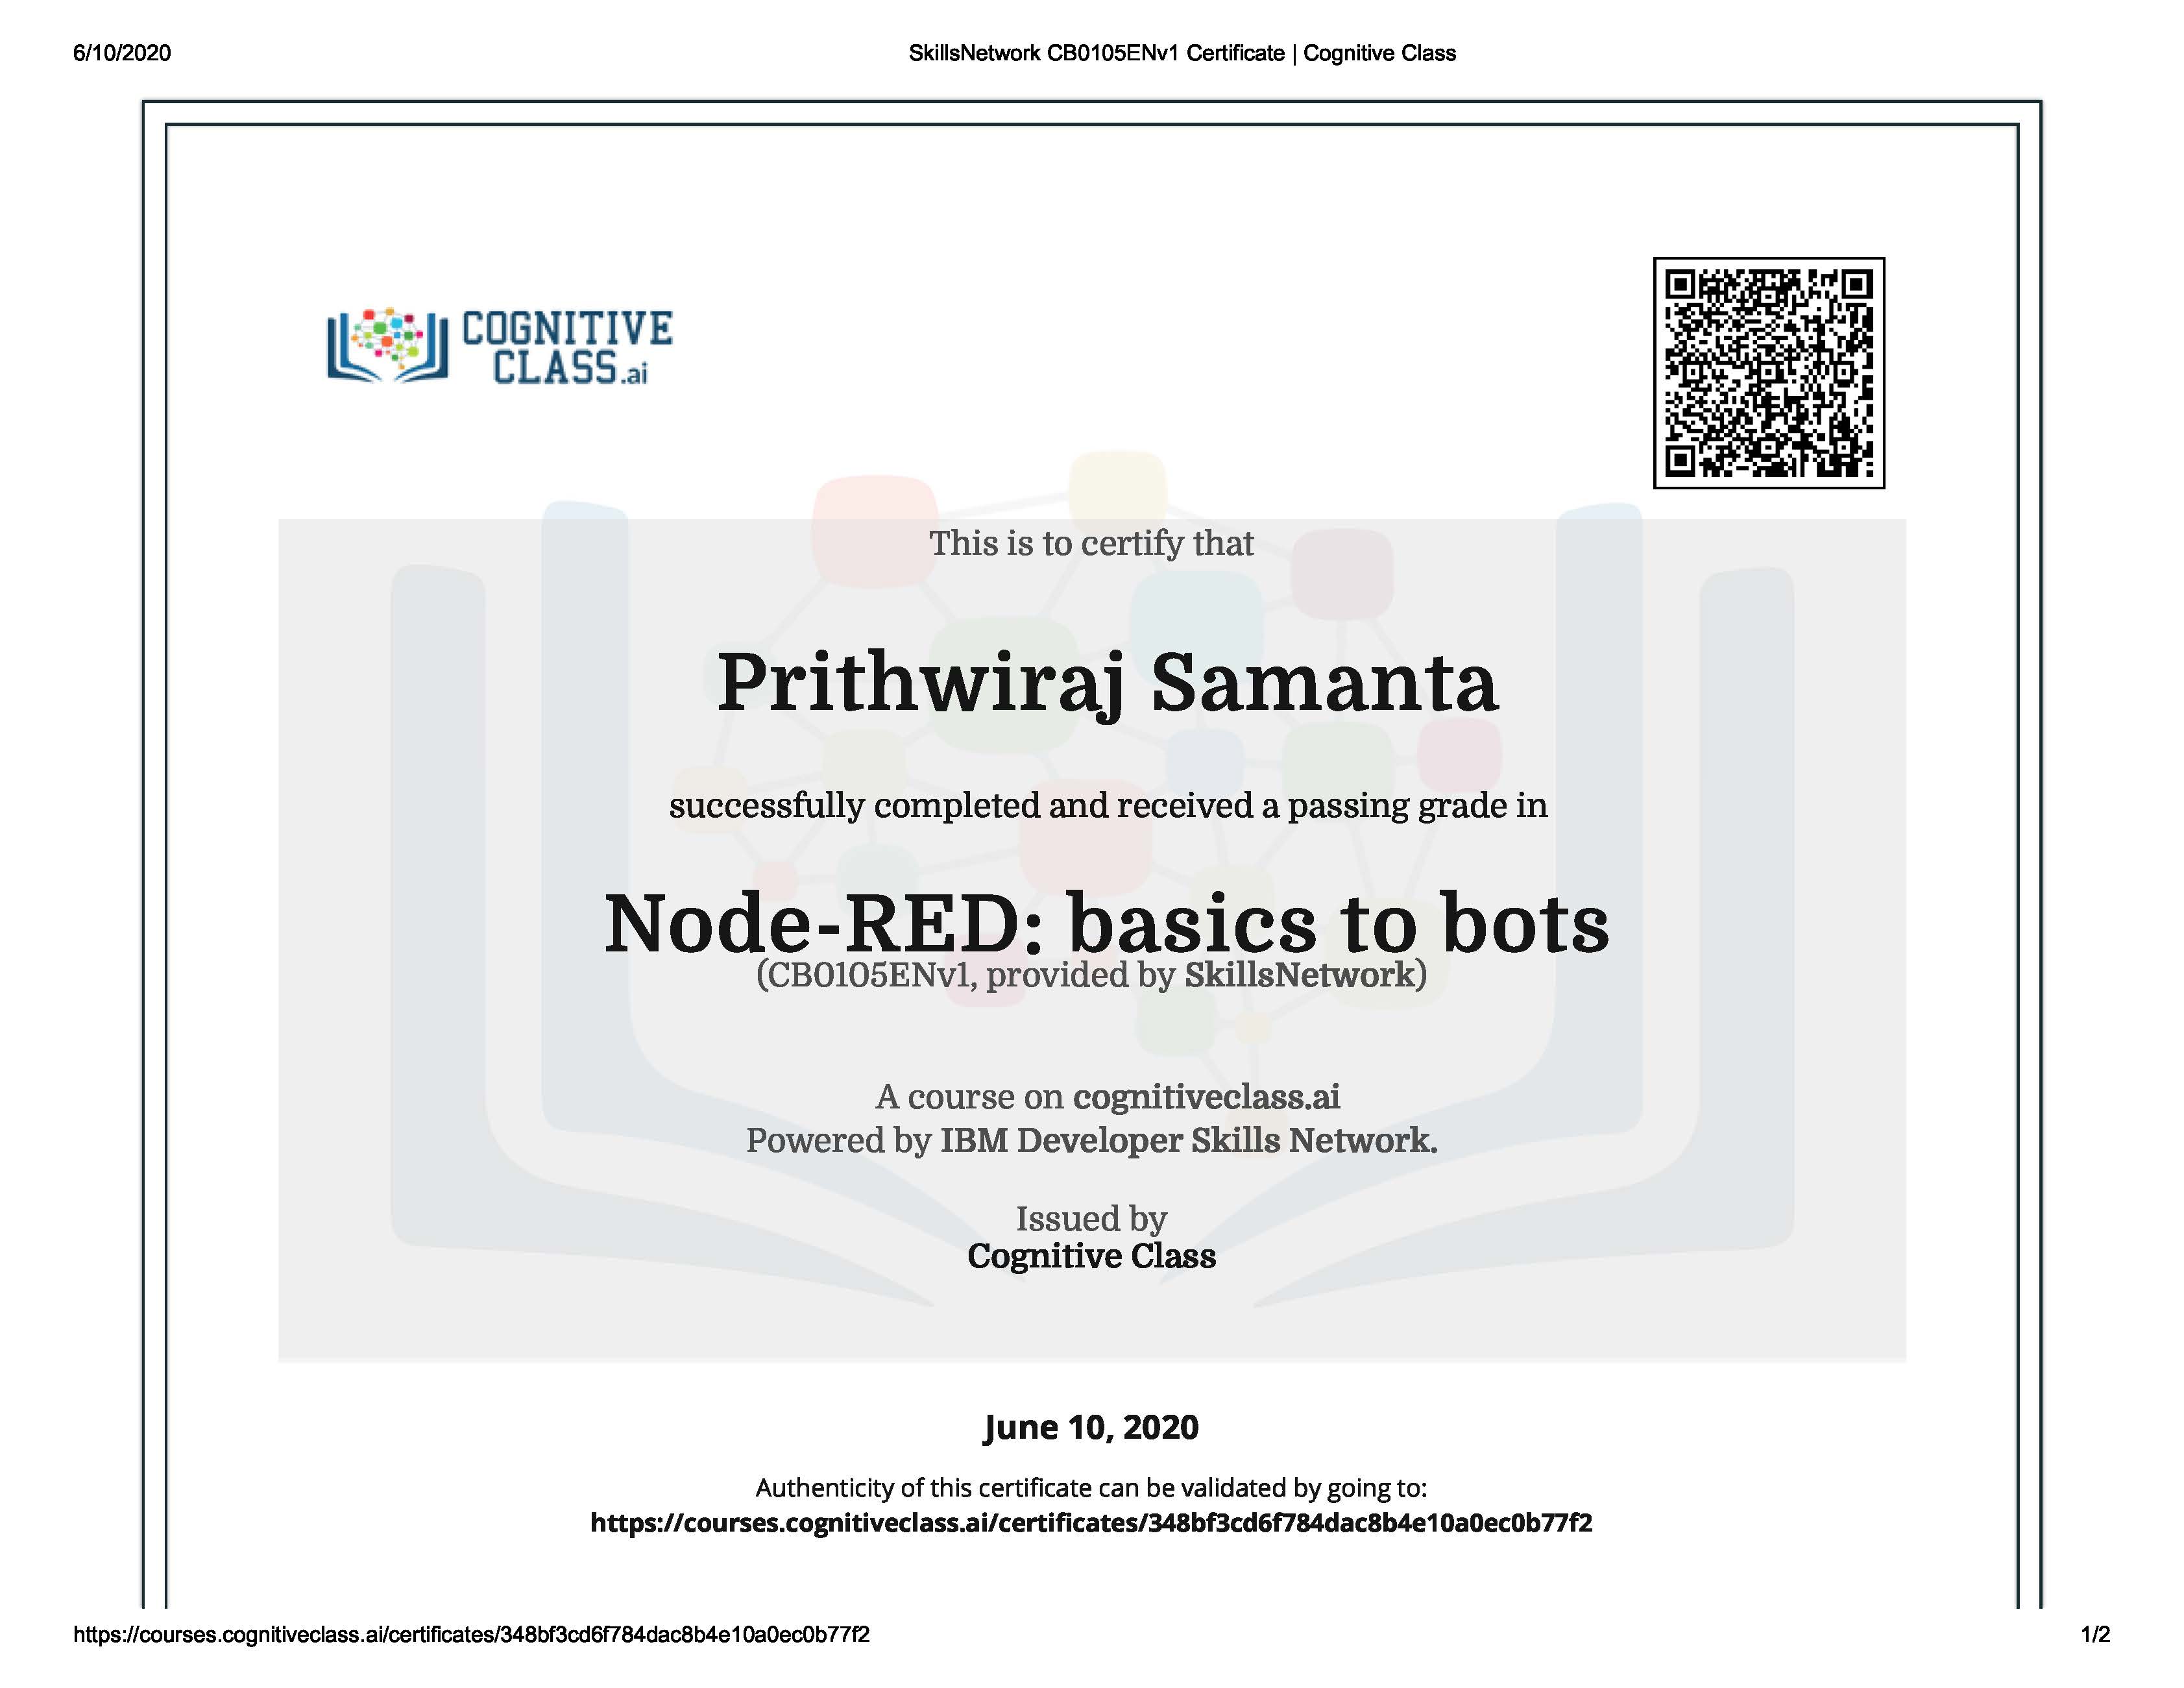 6/10/2020
SkillsNetwork CB0105ENv1 Certificate | Cognitive Class
COGNITIVE
CLASS.ai
This is to certify that
Prithwiraj Samanta
successfully completed and received a passing grade in
Node-RED: basics to bots
(CB0105ENv1, provided by SkillsNetwork)
A course on cognitiveclass.ai
Powered by IBM Developer Skills Network.
Issued by
Cognitive Class
June 10, 2020
Authenticity of this certificate can be validated by going to:
https://courses.cognitiveclass.ai/certificates/348bf3cd6f784dac8b4e10a0ec0b77f2
https://courses.cognitiveclass.ai/certificates/348bf3cd6f784dac8b4e10a0ec0b77f2
1/2